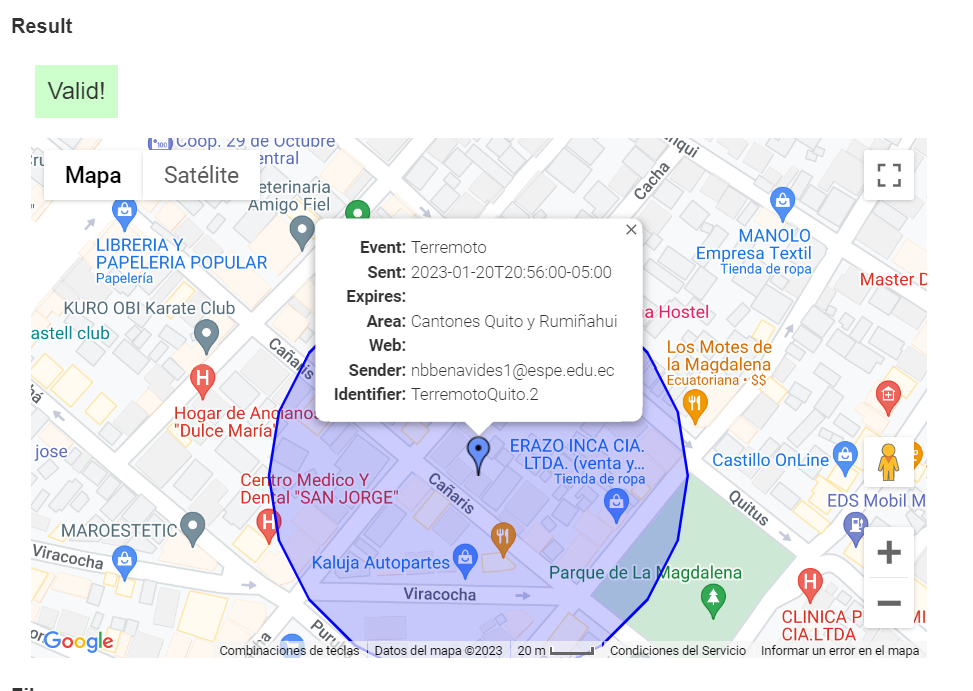 Result
Valid!
Coop. 29 de Octubre
entral
Mapa
Satélite
eterinaria
Amigo Fiel
nqui
Cacha
LIBRERIA Y
PAPELERIA POPULAR
Papelería
MANOLO
Empresa Textil
Tienda de ropa
Event: Terremoto
Sent: 2023-01-20T20:56:00-05:00
Expires:
Area: Cantones Quito y Rumiñahui
Web:
Sender: nbbenavides1@espe.edu.ec
Identifier: TerremotoQuito.2
Master D
KURO OBI Karate Club
astell club
a Hostel
Cañaris
Los Motes de
la Magdalena
Ecuatoriana • $$
Hogar de Ancianos
"Dulce María"
jose
ERAZO INCA CIA.
LTDA. (venta y...
Tienda de ropa
Castillo OnLine
Centro Medico Y
Dental "SAN JORGE"
Cañaris
Quitus
EDS Mobil M
MAROESTETIC
Viracocha
Kaluja Autopartes
Parque de La Magdalena
Viracocha
CLINICA P
MI
CIA.LTDA
Puru
Google
Combinaciones de teclas
Datos del mapa ©2023
20 m
Condiciones del Servicio
Informar un error en el mapa